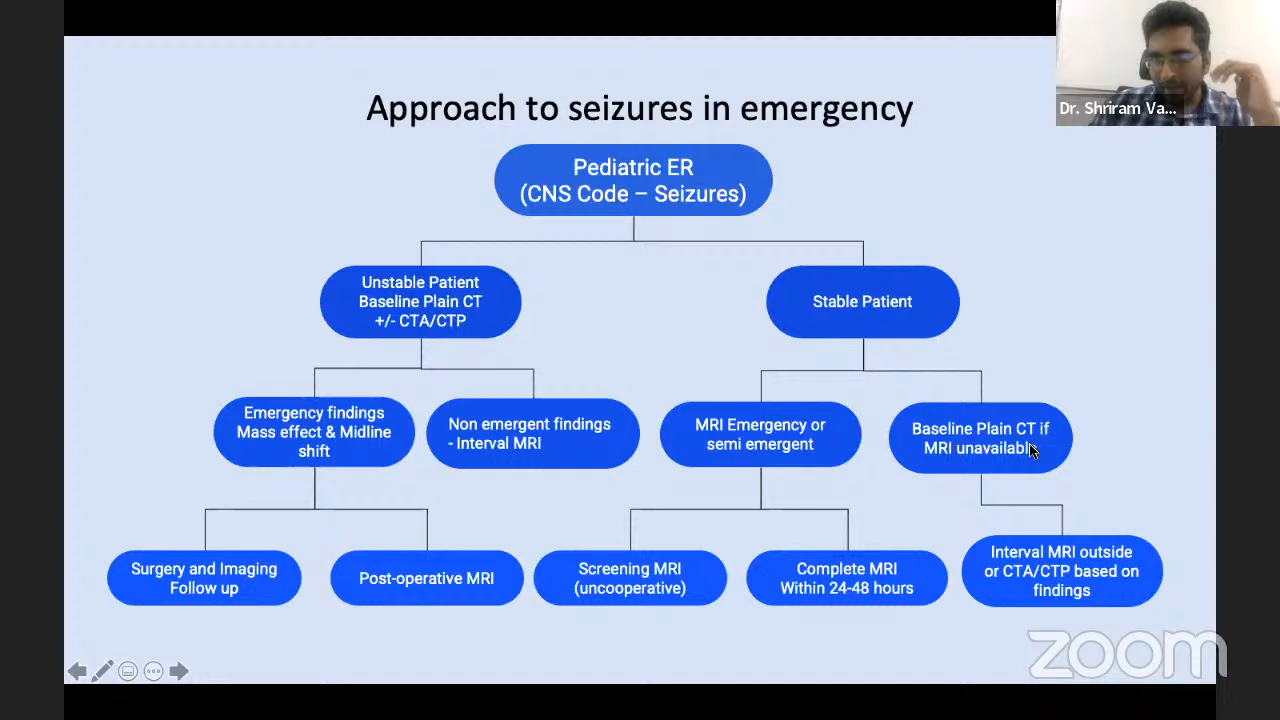 Dr. Shriram Va...
Approach to seizures in emergency
Pediatric ER
(CNS Code – Seizures)
Unstable Patient
Baseline Plain CT
+/- CTA/CTP
Stable Patient
Emergency findings
Mass effect & Midline
shift
Non emergent findings
- Interval MRI
MRI Emergency or
semi emergent
Baseline Plain CT if
MRI unavailable
Surgery and Imaging
Follow up
Post-operative MRI
Screening MRI
(uncooperative)
Complete MRI
Within 24-48 hours
Interval MRI outside
or CTA/CTP based on
findings
zoom